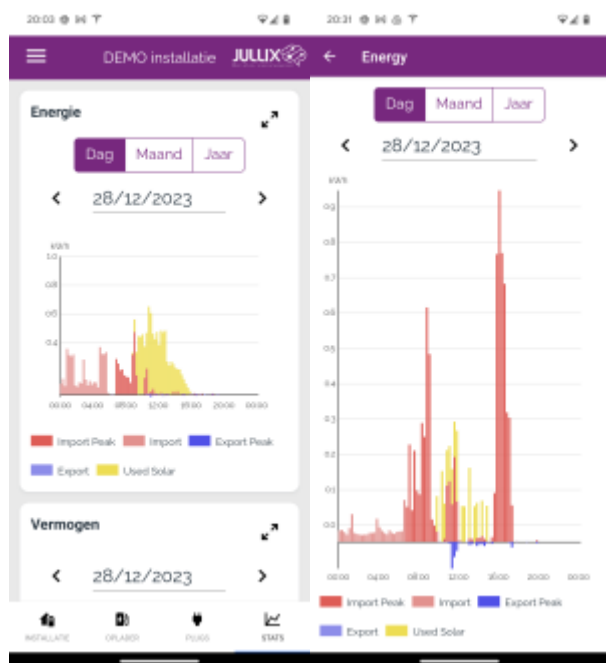 20:03
DEMO installatie JULLIX
Energie
Dag Maand Jaar
28/12/2023
kWh
1.0
0.8
0.6
0.4
00:00 04:00 08:00 12:00 16:00 20:00 00:00
Import Peak Import Export Peak
Export Used Solar
Vermogen
28/12/2023
INSTALLATIE OPLADER PLUGS STATS
20:31
Energy
Dag Maand Jaar
28/12/2023
kWh
0.9
0.8
0.7
0.6
0.5
0.4
0.3
0.2
0.1
0.0
00:00 04:00 08:00 12:00 16:00 20:00 00:00
Import Peak Import Export Peak
Export Used Solar